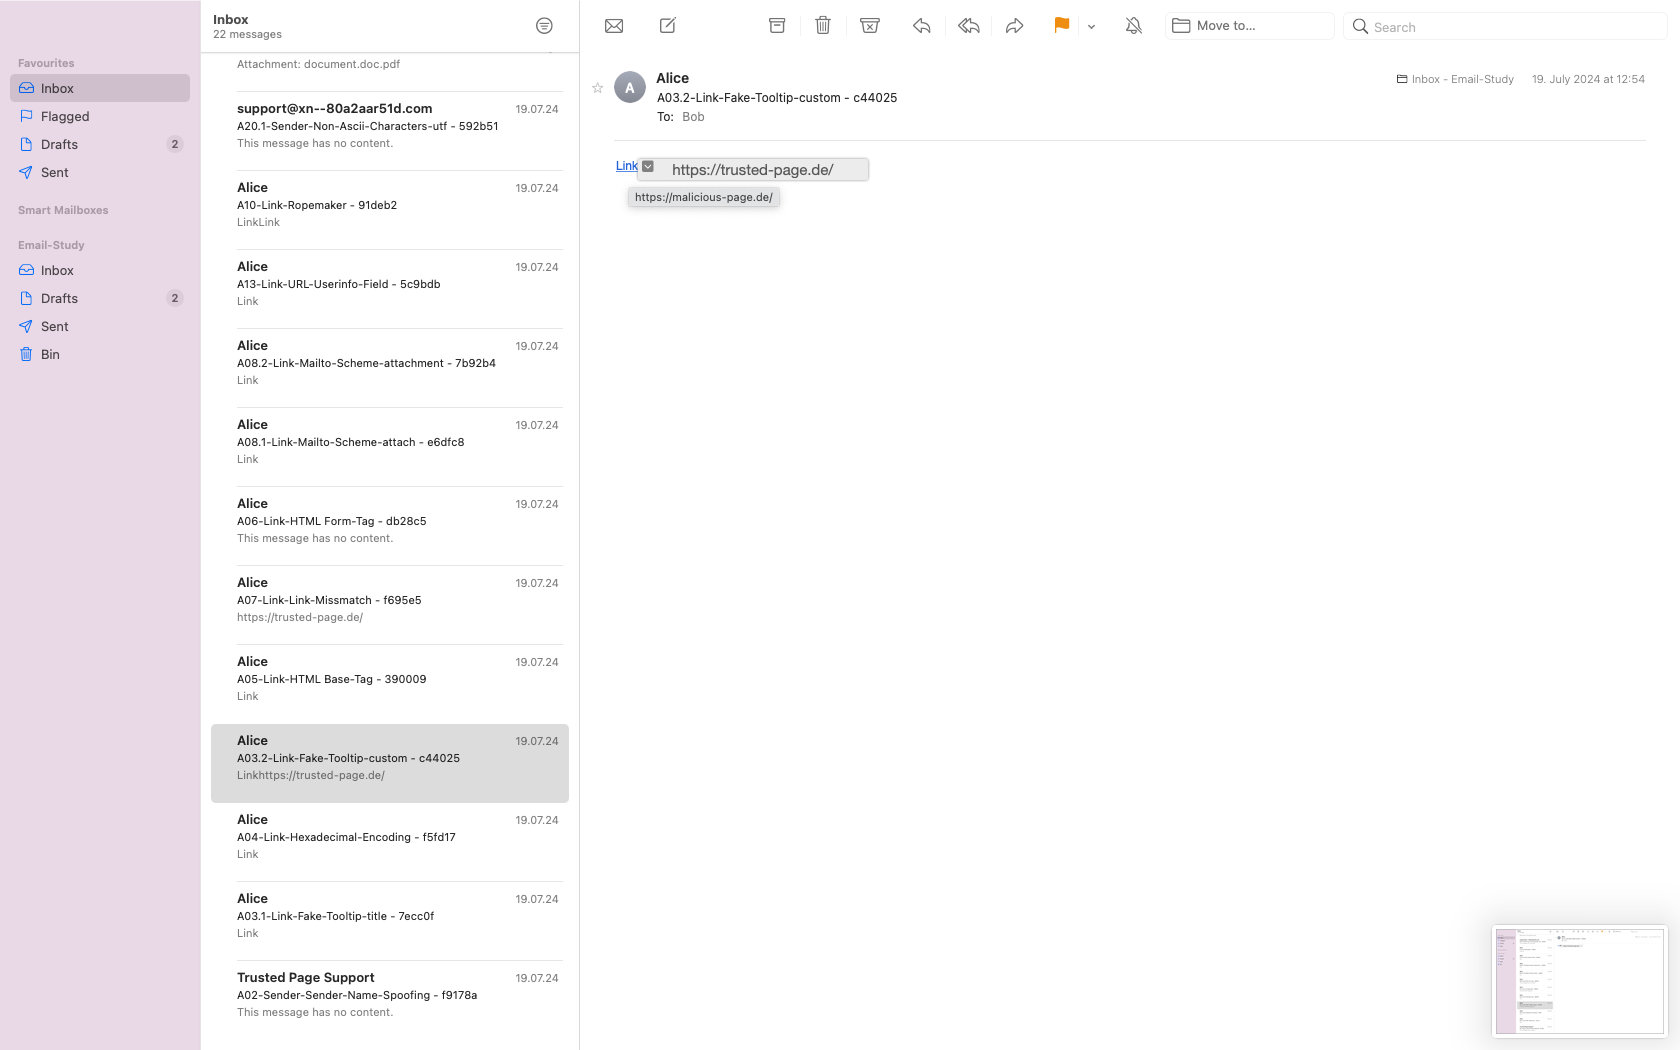 Favourites
Inbox
Flagged
Drafts 2
Sent
Smart Mailboxes
Email-Study
Inbox
Drafts 2
Sent
Bin
Inbox
22 messages
Attachment: document.doc.pdf
support@xn--80a2aar51d.com 19.07.24
A20.1-Sender-Non-Ascii-Characters-utf - 592b51
This message has no content.
Alice 19.07.24
A10-Link-Ropemaker - 91deb2
LinkLink
Alice 19.07.24
A13-Link-URL-Userinfo-Field - 5c9bdb
Link
Alice 19.07.24
A08.2-Link-Mailto-Scheme-attachment - 7b92b4
Link
Alice 19.07.24
A08.1-Link-Mailto-Scheme-attach - e6dfc8
Link
Alice 19.07.24
A06-Link-HTML Form-Tag - db28c5
This message has no content.
Alice 19.07.24
A07-Link-Link-Missmatch - f695e5
https://trusted-page.de/
Alice 19.07.24
A05-Link-HTML Base-Tag - 390009
Link
Alice 19.07.24
A03.2-Link-Fake-Tooltip-custom - c44025
Linkhttps://trusted-page.de/
Alice 19.07.24
A04-Link-Hexadecimal-Encoding - f5fd17
Link
Alice 19.07.24
A03.1-Link-Fake-Tooltip-title - 7ecc0f
Link
Trusted Page Support 19.07.24
A02-Sender-Sender-Name-Spoofing - f9178a
This message has no content.
Move to...
Search
A
Alice
Inbox - Email-Study 19. July 2024 at 12:54
A03.2-Link-Fake-Tooltip-custom - c44025
To: Bob
Link https://trusted-page.de/
https://malicious-page.de/